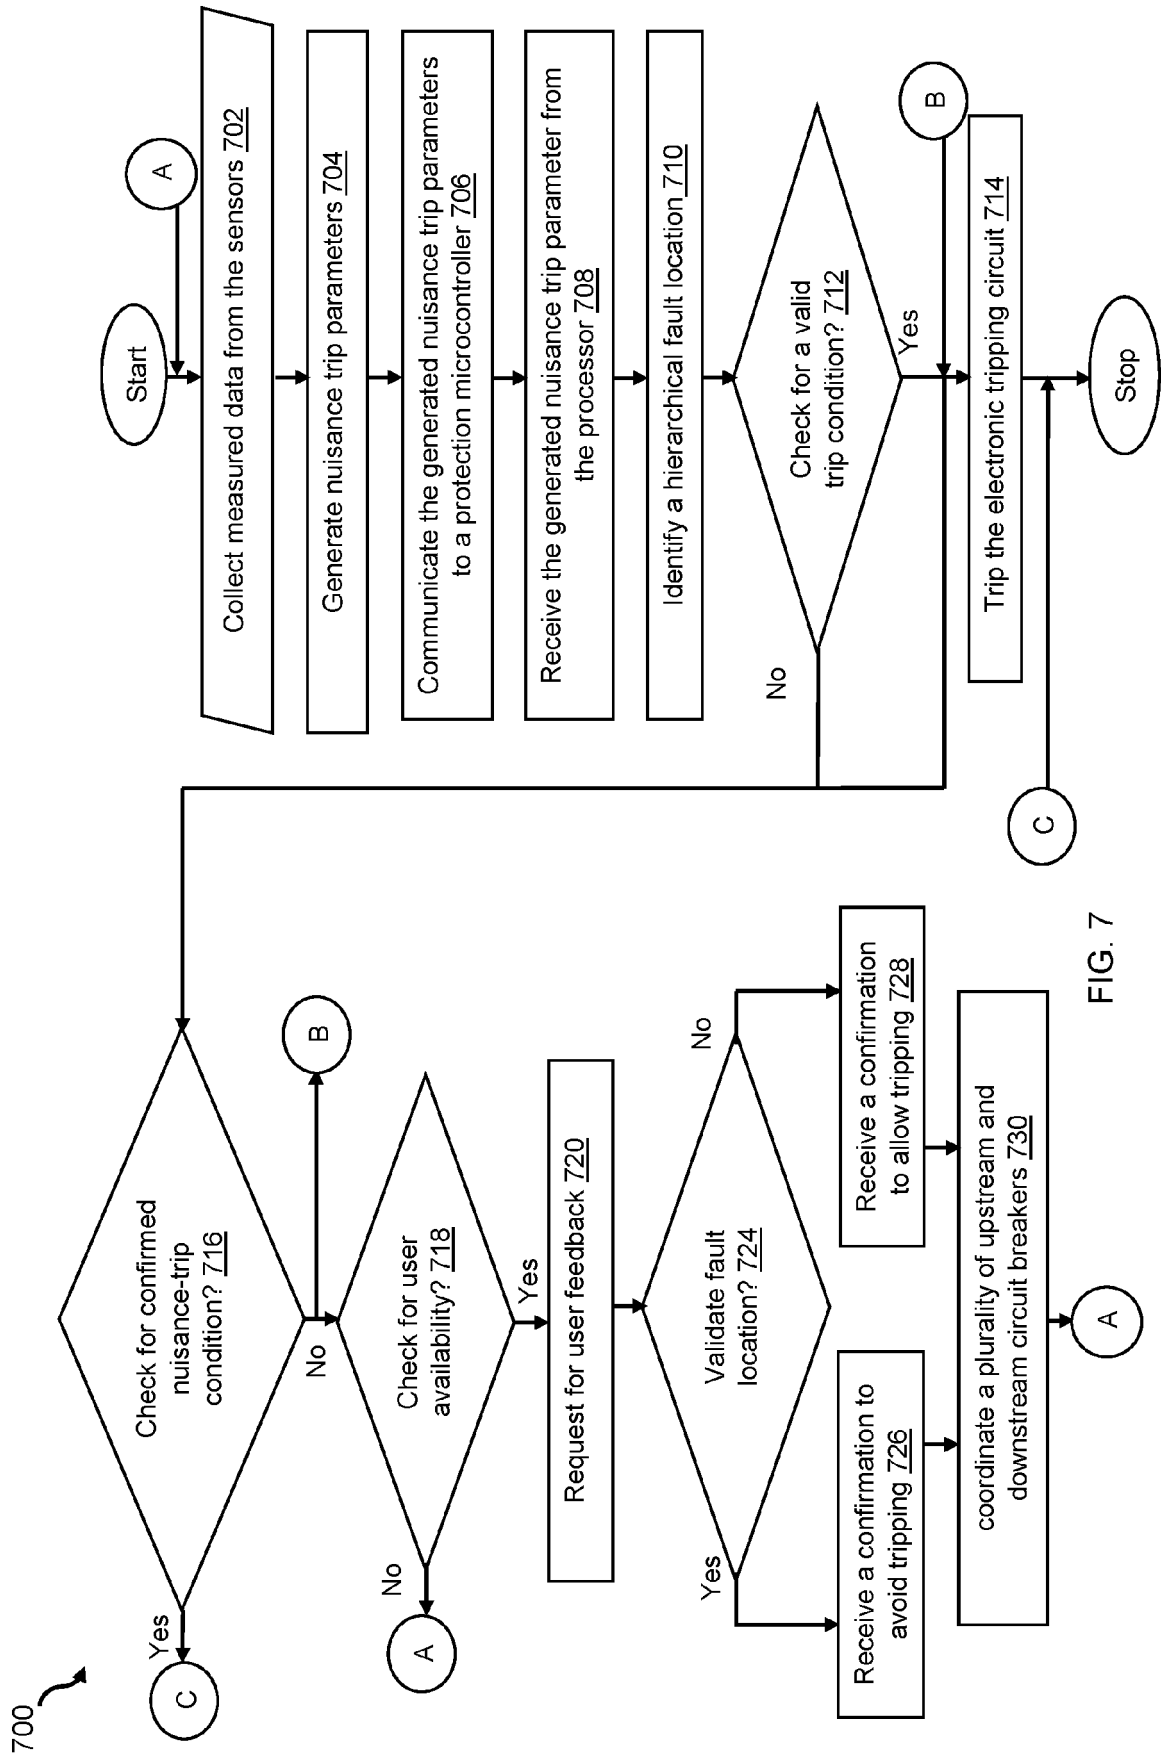 700
Start
A
Collect measured data from the sensors 702
Generate nuisance trip parameters 704
Communicate the generated nuisance trip parameters
to a protection microcontroller 706
Receive the generated nuisance trip parameter from
the processor 708
Identify a hierarchical fault location 710
Check for a valid
trip condition? 712
No
Yes
B
Trip the electronic tripping circuit 714
C
Stop
Check for confirmed
nuisance-trip
condition? 716
Yes
C
No
B
Check for user
availability? 718
No
A
Yes
Request for user feedback 720
Validate fault
location? 724
Yes
No
Receive a confirmation to
avoid tripping 726
Receive a confirmation
to allow tripping 728
coordinate a plurality of upstream and
downstream circuit breakers 730
A
FIG. 7